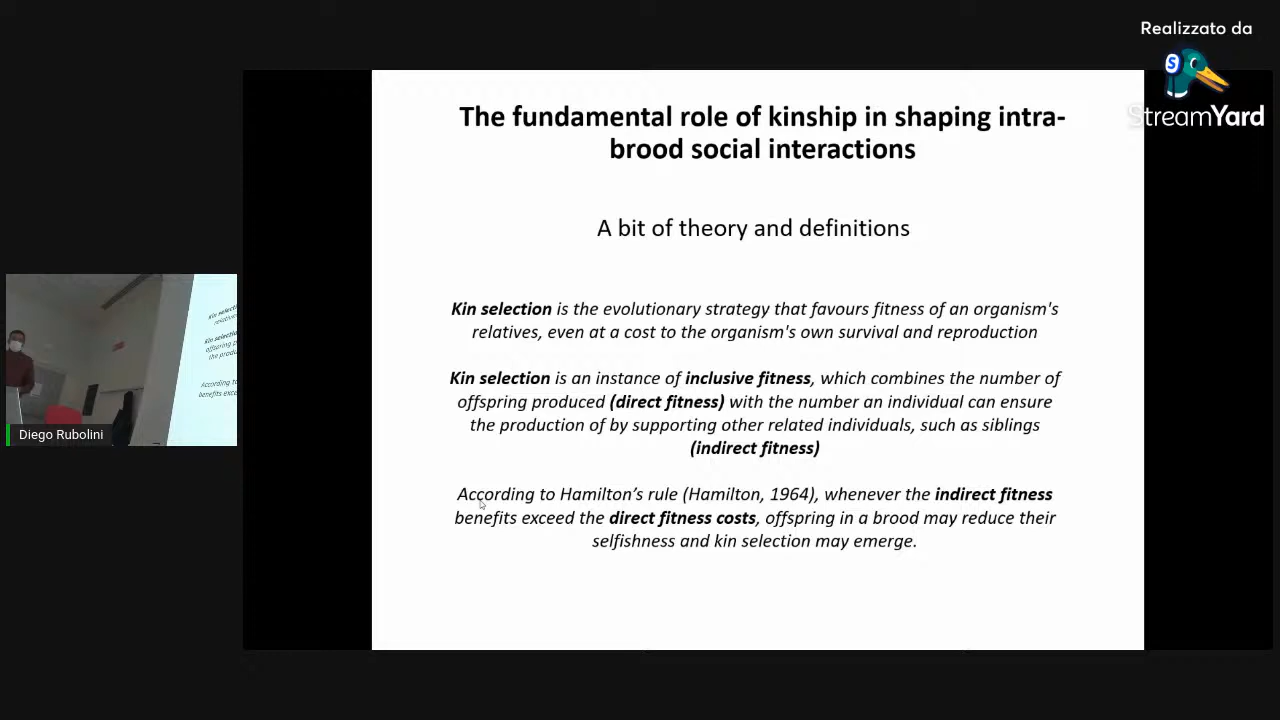 Realizzato da
StreamYard
The fundamental role of kinship in shaping intra-
brood social interactions
A bit of theory and definitions
Kin selection is the evolutionary strategy that favours fitness of an organism's
relatives, even at a cost to the organism's own survival and reproduction
Kin selection is an instance of inclusive fitness, which combines the number of
offspring produced (direct fitness) with the number an individual can ensure
the production of by supporting other related individuals, such as siblings
(indirect fitness)
According to Hamilton’s rule (Hamilton, 1964), whenever the indirect fitness
benefits exceed the direct fitness costs, offspring in a brood may reduce their
selfishness and kin selection may emerge.
Diego Rubolini